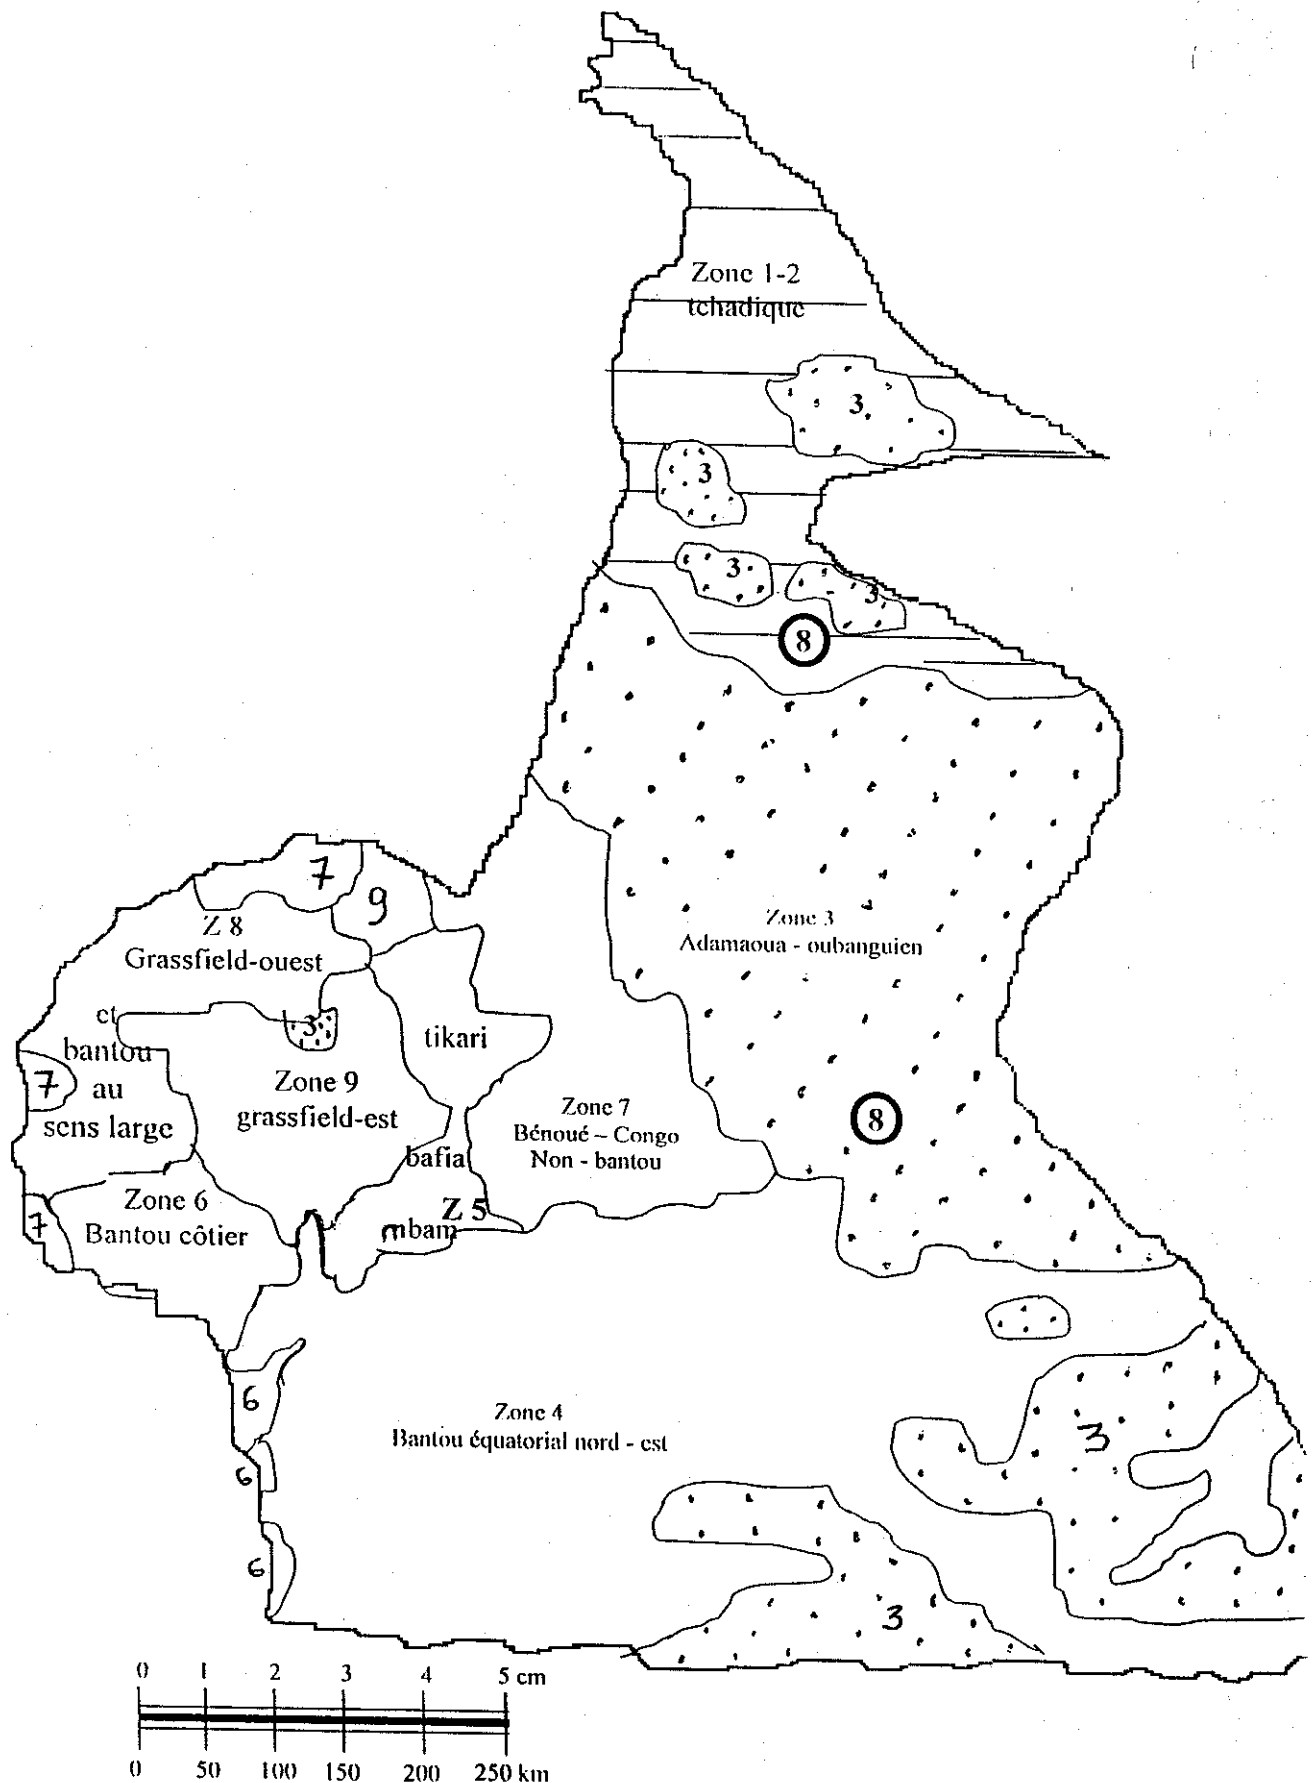 Zone 1-2
tchadique
3
3
3
3
8
7
9
Z 8
Grassfield-ouest
Zone 3
Adamaoua - oubanguien
et
bantou
au
sens large
3
tikari
7
Zone 9
grassfield-est
Zone 7
Bénoué – Congo
Non - bantou
8
bafia
Z 5
mbam
Zone 6
Bantou côtier
7
6
Zone 4
Bantou équatorial nord - est
3
6
6
3
0 1 2 3 4 5 cm
0 50 100 150 200 250 km